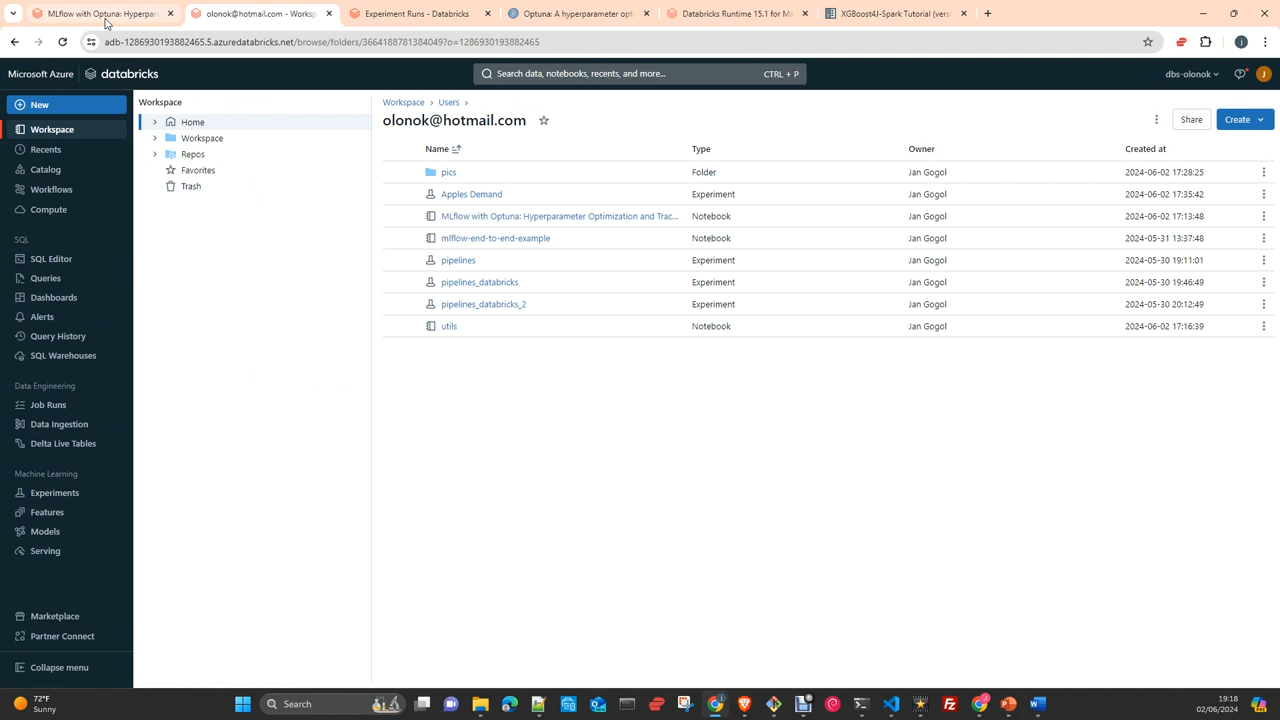 MLflow with Optuna: Hyperpara
olonok@hotmail.com - Worksp
Experiment Runs - Databricks
Optuna: A hyperparameter opti
Databricks Runtime 15.1 for Ma
XGBoost4J-Spark Tutorial (versi
adb-1286930193882465.5.azuredatabricks.net/browse/folders/3664188781384049?o=1286930193882465
Microsoft Azure
databricks
Search data, notebooks, recents, and more...
CTRL + P
dbs-olonok
J
New
Workspace
Recents
Catalog
Workflows
Compute
SQL
SQL Editor
Queries
Dashboards
Alerts
Query History
SQL Warehouses
Data Engineering
Job Runs
Data Ingestion
Delta Live Tables
Machine Learning
Experiments
Features
Models
Serving
Marketplace
Partner Connect
Collapse menu
Workspace
Home
Workspace
Repos
Favorites
Trash
Workspace > Users >
olonok@hotmail.com
Share
Create
Name Type Owner Created at
pics Folder Jan Gogol 2024-06-02 17:28:25
Apples Demand Experiment Jan Gogol 2024-06-02 17:35:42
MLflow with Optuna: Hyperparameter Optimization and Trac... Notebook Jan Gogol 2024-06-02 17:13:48
mlflow-end-to-end-example Notebook Jan Gogol 2024-05-31 13:37:48
pipelines Experiment Jan Gogol 2024-05-30 19:11:01
pipelines_databricks Experiment Jan Gogol 2024-05-30 19:46:49
pipelines_databricks_2 Experiment Jan Gogol 2024-05-30 20:12:49
utils Notebook Jan Gogol 2024-06-02 17:16:39
72°F
Sunny
Search
19:18
02/06/2024